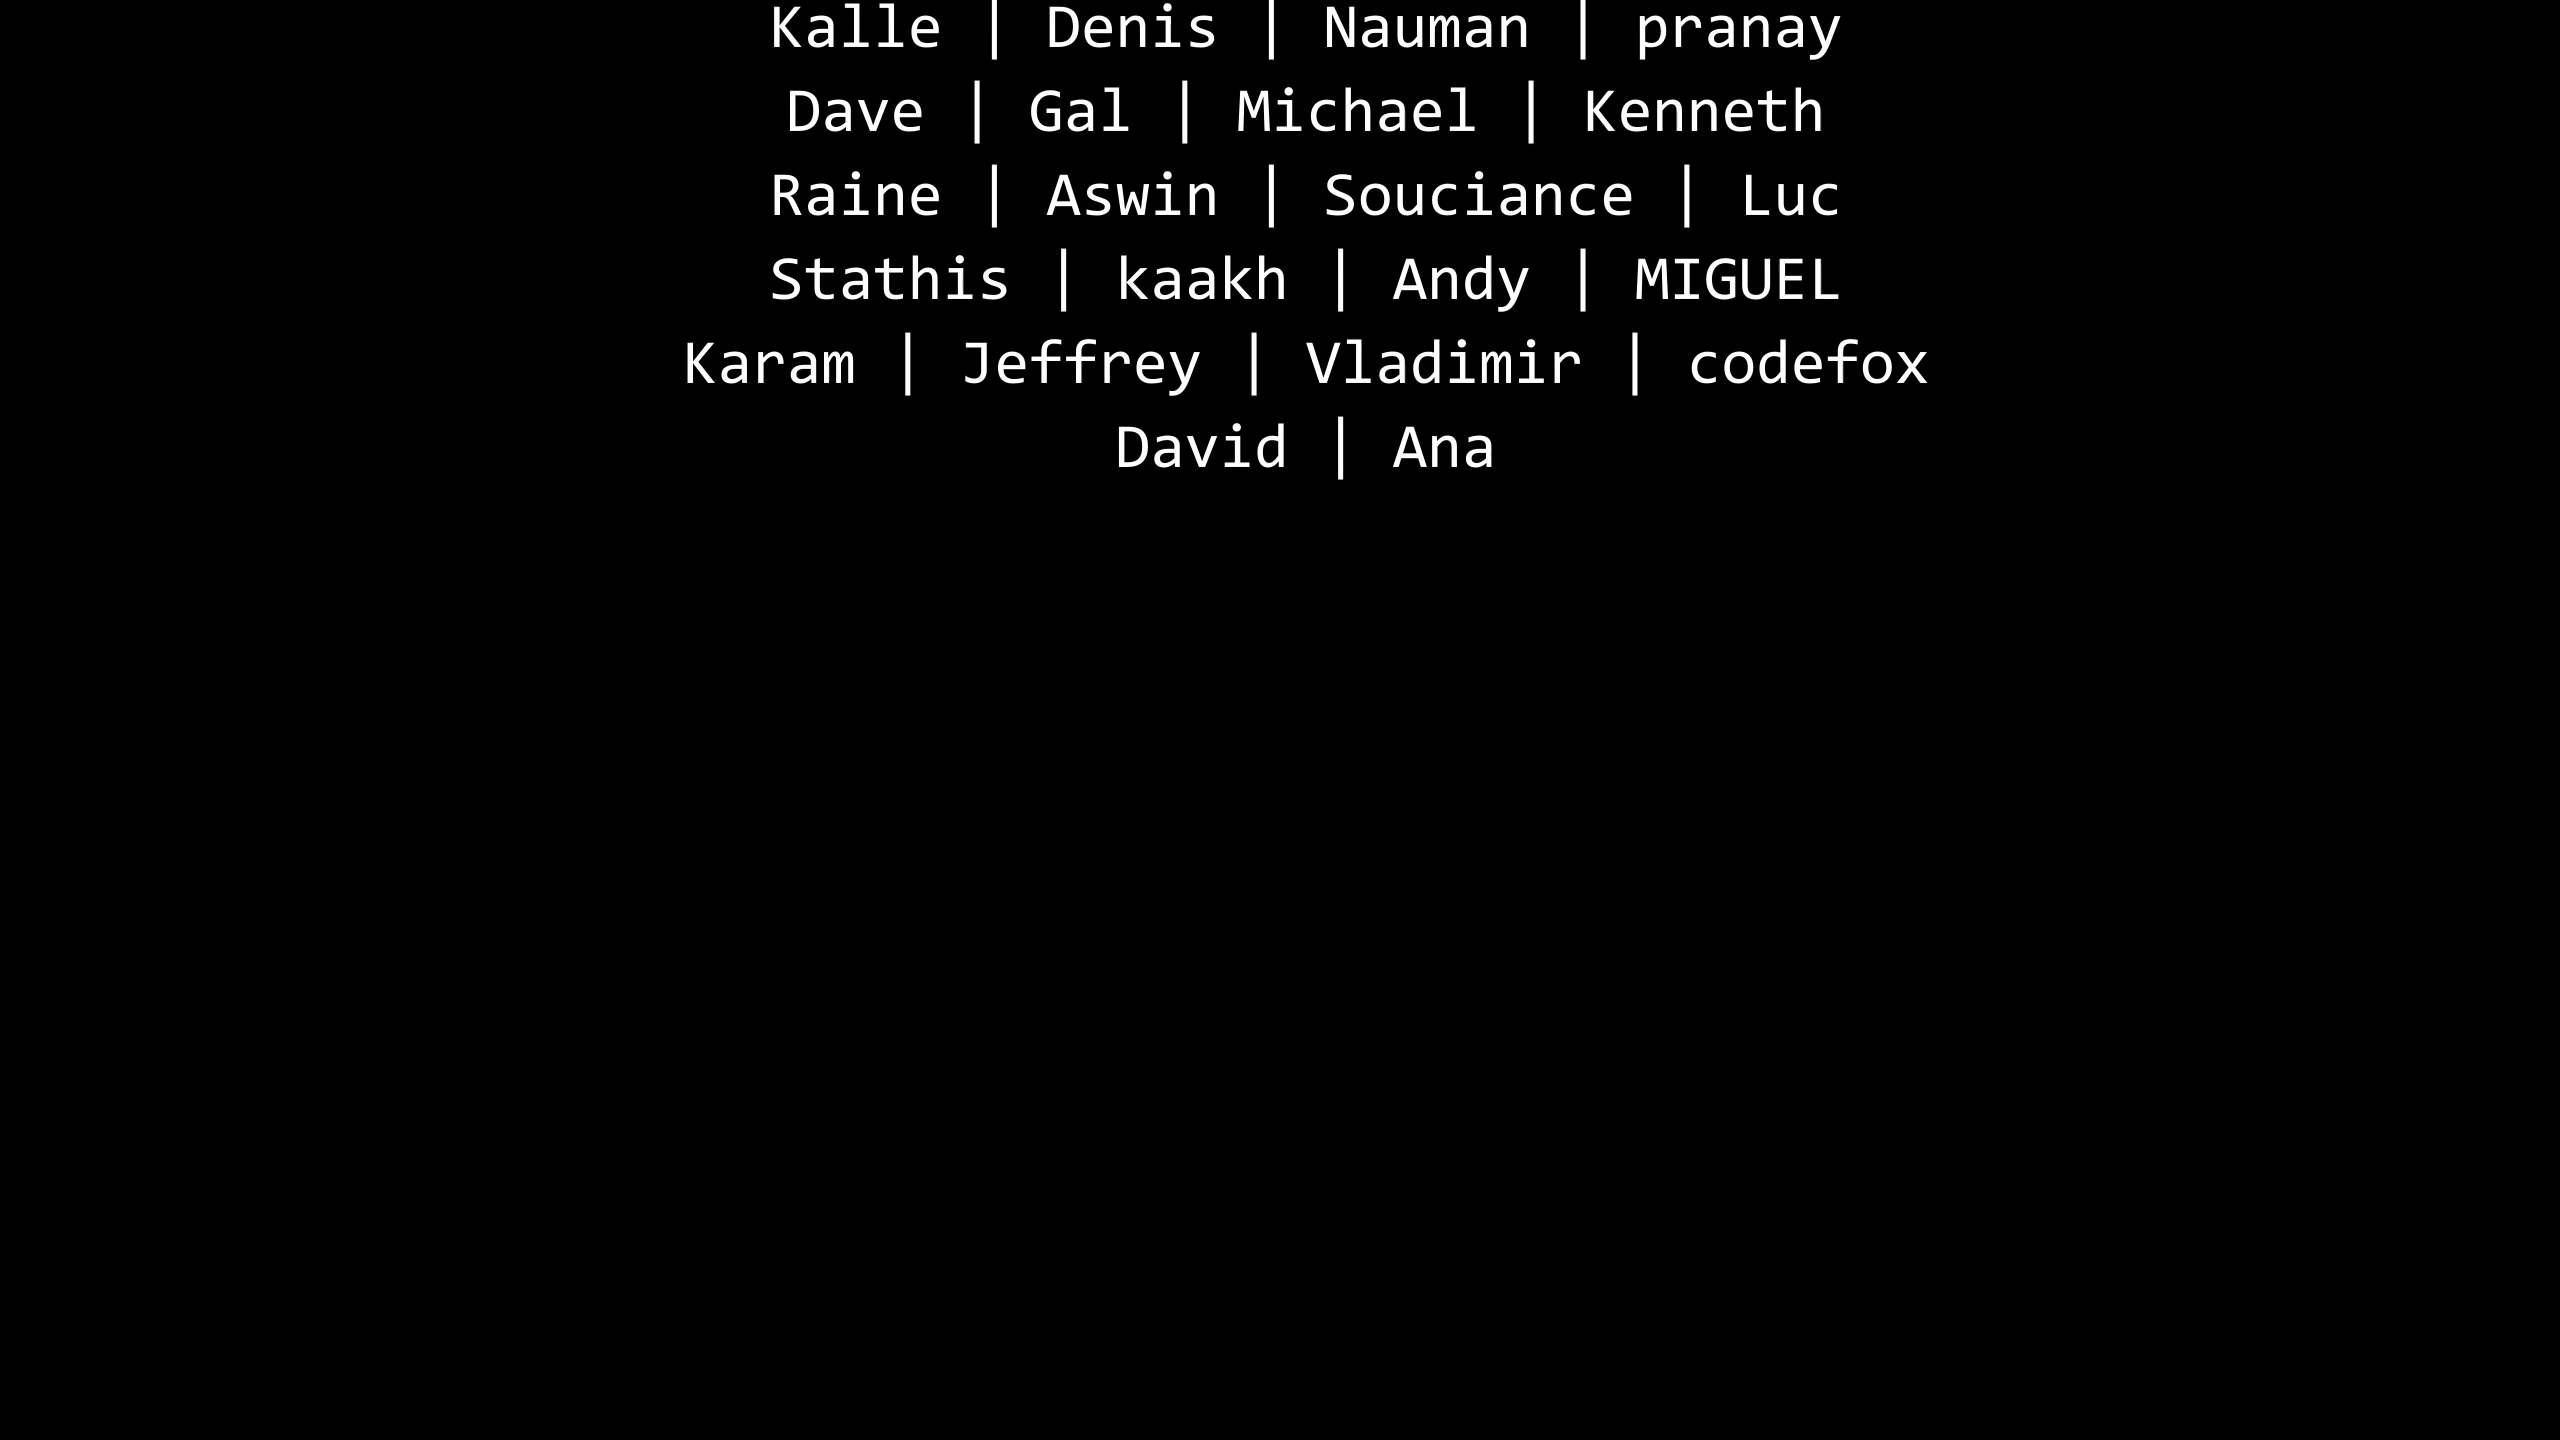 Kalle | Denis | Nauman | pranay
Dave | Gal | Michael | Kenneth
Raine | Aswin | Souciance | Luc
Stathis | kaakh | Andy | MIGUEL
Karam | Jeffrey | Vladimir | codefox
David | Ana